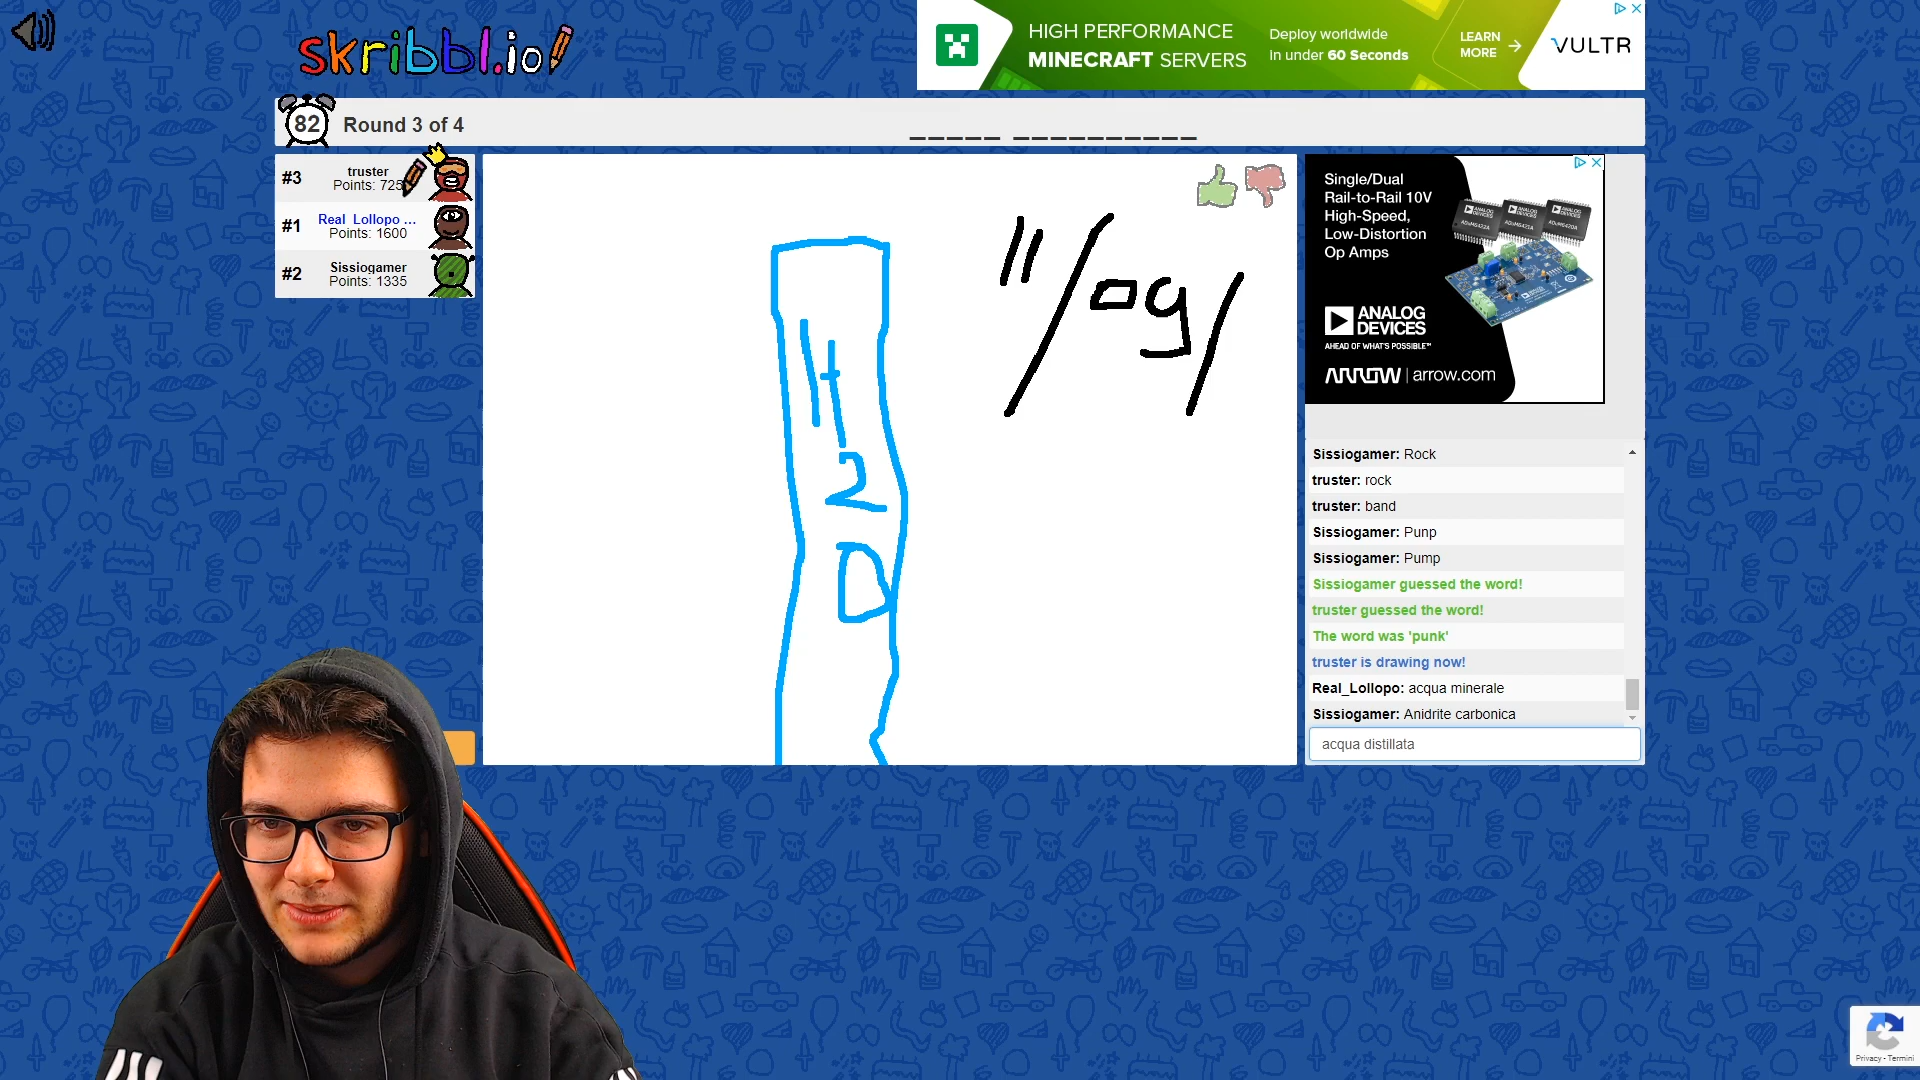 skribbl.io
HIGH PERFORMANCE
MINECRAFT SERVERS
Deploy worldwide
in under 60 Seconds
LEARN
MORE
VULTR
82
Round 3 of 4
_____ __________
#3
truster
Points: 725
#1
Real_Lollopo ...
Points: 1600
#2
Sissiogamer
Points: 1335
H2O
Single/Dual
Rail-to-Rail 10V
High-Speed,
Low-Distortion
Op Amps
ANALOG
DEVICES
AHEAD OF WHAT'S POSSIBLE™
ARROW | arrow.com
Sissiogamer: Rock
truster: rock
truster: band
Sissiogamer: Punp
Sissiogamer: Pump
Sissiogamer guessed the word!
truster guessed the word!
The word was 'punk'
truster is drawing now!
Real_Lollopo: acqua minerale
Sissiogamer: Anidrite carbonica
acqua distillata
Privacy - Termini